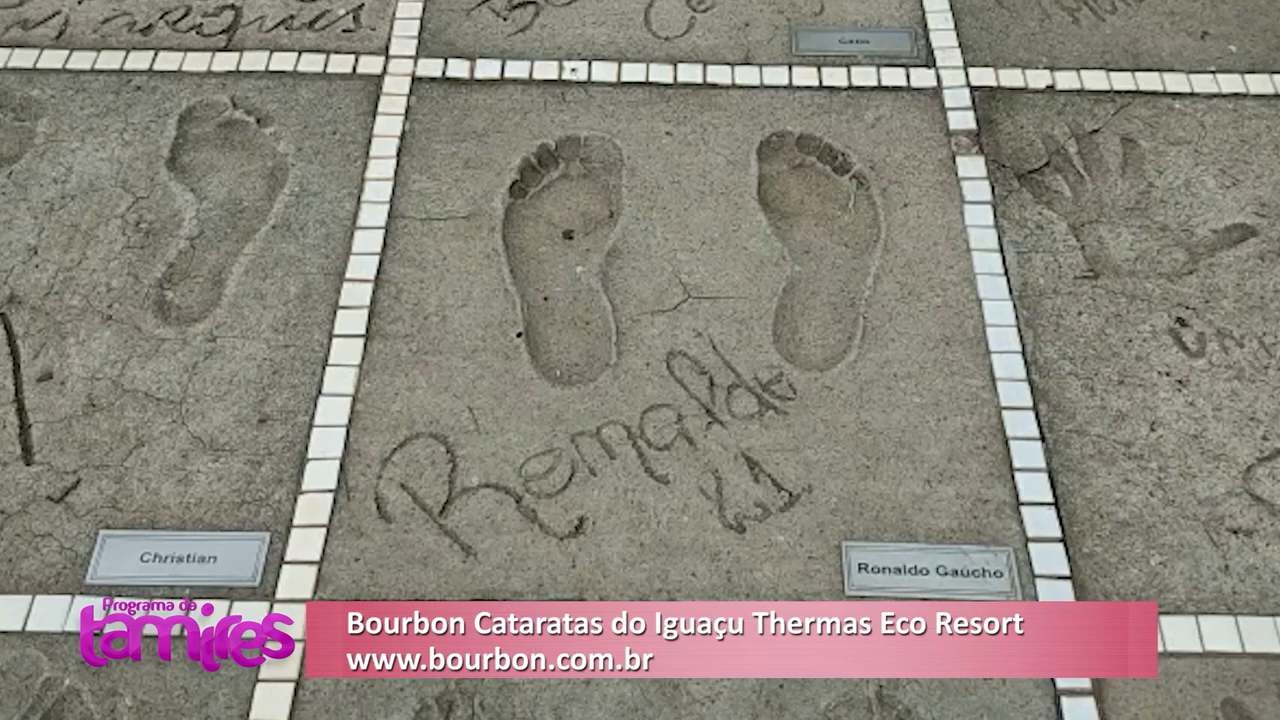 Cafu
Ronaldo
21
Christian
Ronaldo Gaúcho
Programa da
tamires
Bourbon Cataratas do Iguaçu Thermas Eco Resort
www.bourbon.com.br